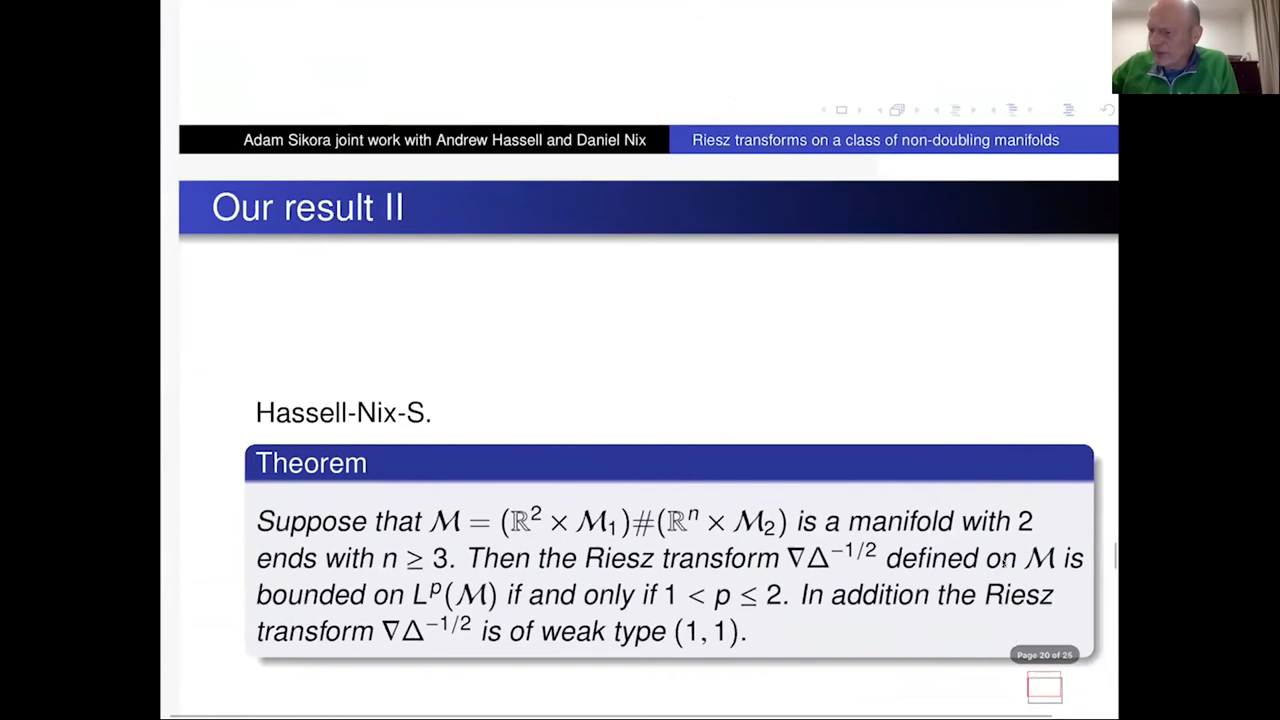 Adam Sikora joint work with Andrew Hassell and Daniel Nix
Riesz transforms on a class of non-doubling manifolds
Our result II
Hassell-Nix-S.
Theorem
Suppose that ℳ = (ℝ² × ℳ₁)#(ℝⁿ × ℳ₂) is a manifold with 2
ends with n ≥ 3. Then the Riesz transform ∇Δ⁻¹/² defined on ℳ is
bounded on Lᵖ(ℳ) if and only if 1 < p ≤ 2. In addition the Riesz
transform ∇Δ⁻¹/² is of weak type (1, 1).
Page 20 of 25